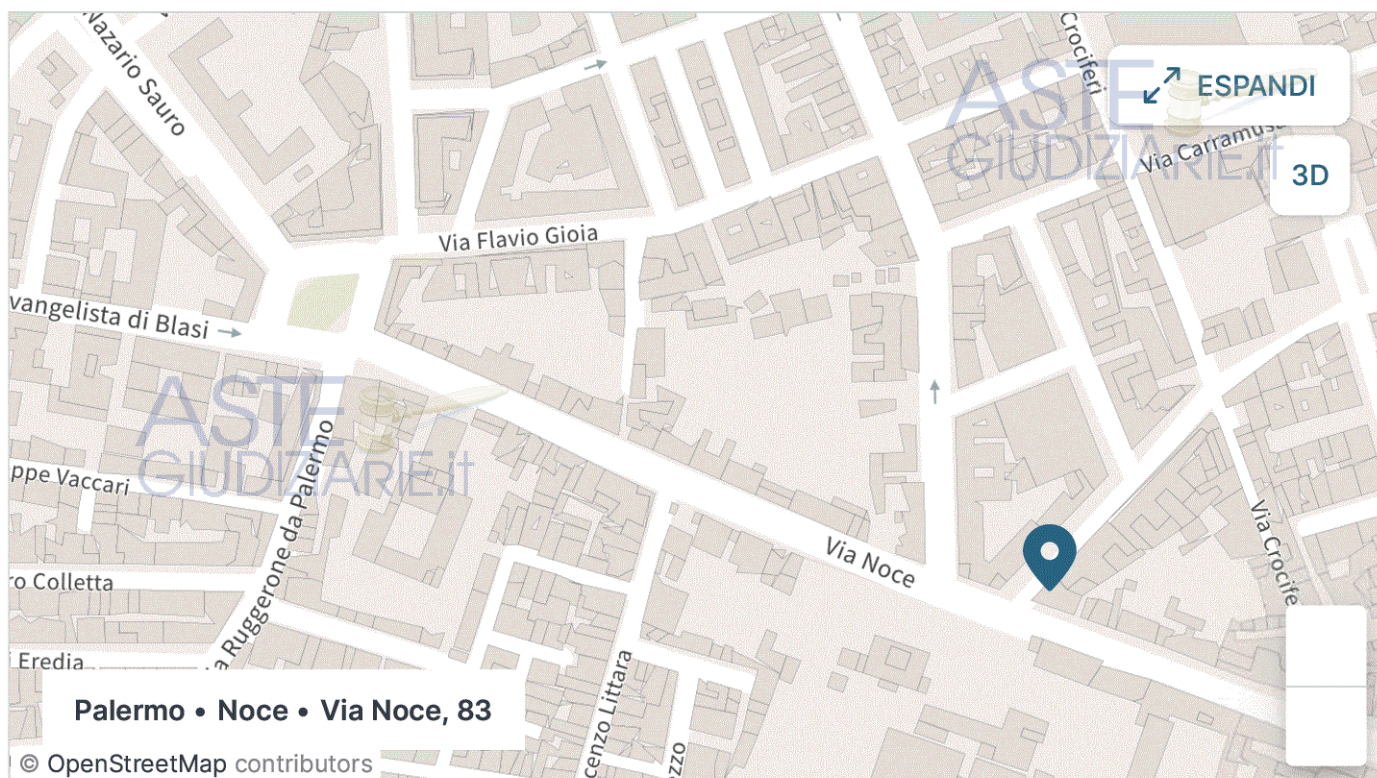 Nazario Sauro
Crociferi
ASTE
GIUDIZIARIE.it
ESPANDI
Via Carramusa
3D
Via Flavio Gioia
vangelista di Blasi
ASTE
GIUDIZIARIE.it
ppe Vaccari
a Ruggerone da Palermo
Via Noce
Via Crocife
ro Colletta
i Eredia
cenzo Littara
ozzo
Palermo • Noce • Via Noce, 83
© OpenStreetMap contributors